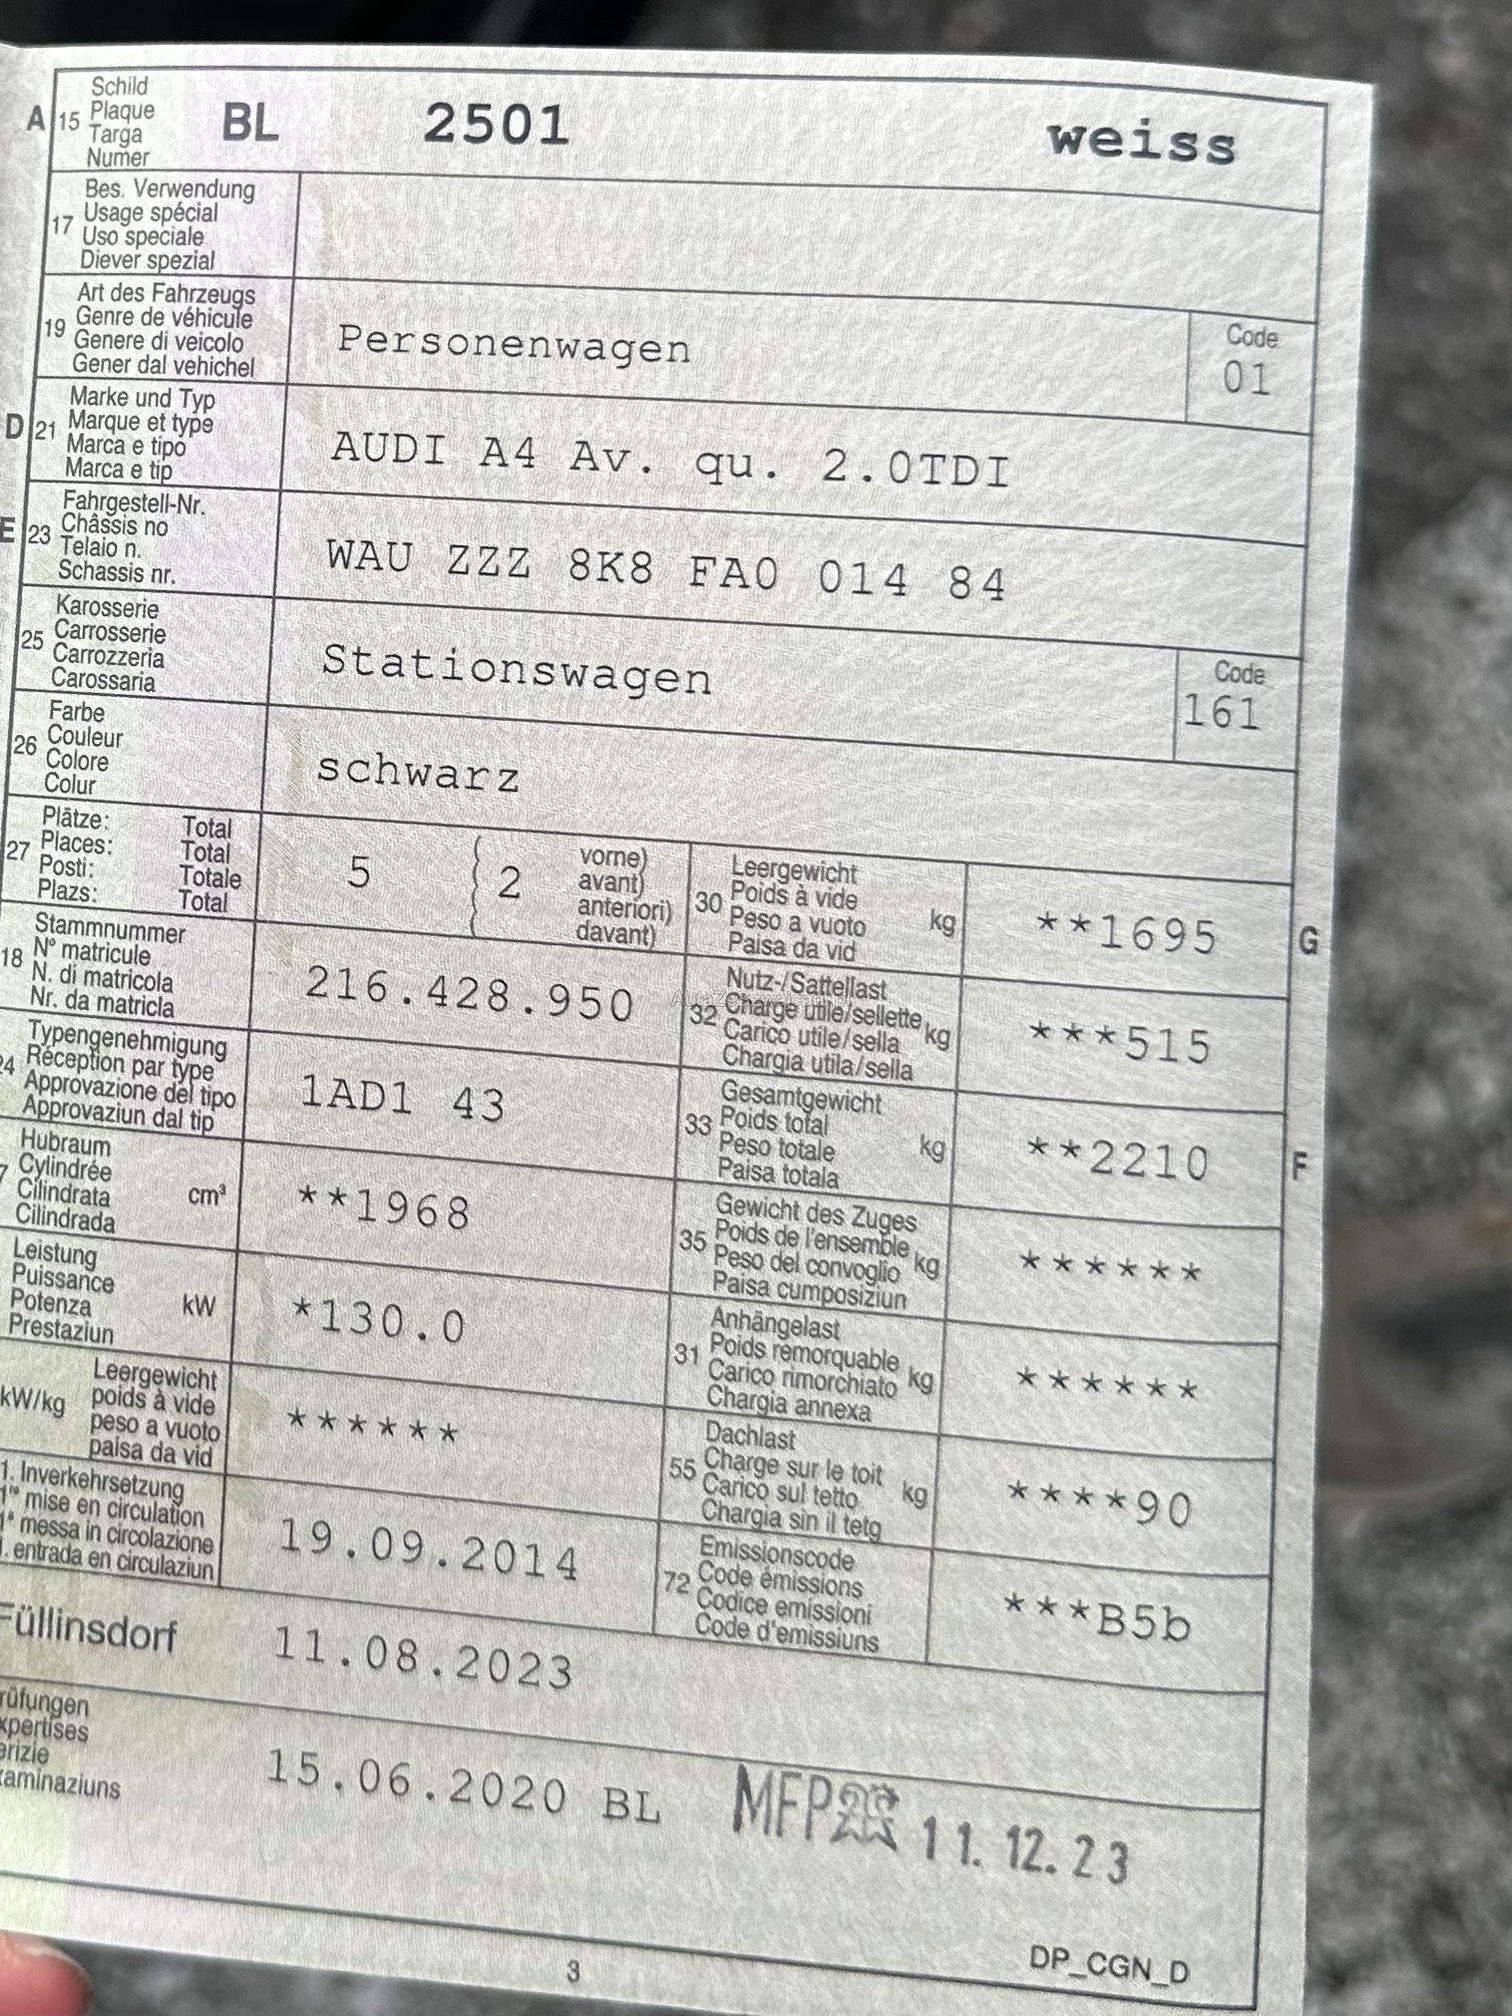 A 15 Schild Plaque Targa Numer BL 2501 weiss
17 Bes. Verwendung Usage spécial Uso speciale Diever spezial
19 Art des Fahrzeugs Genre de véhicule Genere di veicolo Gener dal vehichel Personenwagen Code 01
D 21 Marke und Typ Marque et type Marca e tipo Marca e tip AUDI A4 Av. qu. 2.0TDI
E 23 Fahrgestell-Nr. Châssis no Telaio n. Schassis nr. WAU ZZZ 8K8 FA0 014 84
25 Karosserie Carrosserie Carrozzeria Carossaria Stationswagen Code 161
26 Farbe Couleur Colore Colur schwarz
27 Plätze: Total Places: Total Posti: Totale Plazs: Total 5 2 vorne) avant) anteriori) davant)
30 Leergewicht Poids à vide Peso a vuoto Paisa da vid kg **1695 G
18 Stammnummer N° matricule N. di matricola Nr. da matricla 216.428.950
32 Nutz-/Sattellast Charge utile/sellette Carico utile/sella Chargia utila/sella kg ***515
24 Typengenehmigung Réception par type Approvazione del tipo Approvaziun dal tip 1AD1 43
33 Gesamtgewicht Poids total Peso totale Paisa totala kg **2210 F
7 Hubraum Cylindrée Cilindrata Cilindrada cm³ **1968
35 Gewicht des Zuges Poids de l'ensemble Peso del convoglio Paisa cumposiziun kg ******
Leistung Puissance Potenza Prestaziun kW *130.0
31 Anhängelast Poids remorquable Carico rimorchiato Chargia annexa kg ******
kW/kg Leergewicht poids à vide peso a vuoto paisa da vid ******
55 Dachlast Charge sur le toit Carico sul tetto Chargia sin il tetg kg ****90
1. Inverkehrsetzung 1re mise en circulation 1a messa in circolazione 1. entrada en circulaziun 19.09.2014
72 Emissionscode Code émissions Codice emissioni Code d'emissiuns ***B5b
Füllinsdorf 11.08.2023
rüfungen xpertises erizie aminaziuns 15.06.2020 BL MFP 11.12.23
3 DP_CGN_D